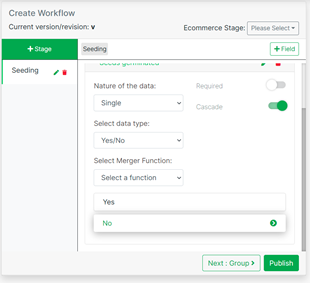 Create Workflow
Current version/revision: v
Ecommerce Stage: Please Select
+ Stage
Seeding
+ Field
Seeding
Seeds germinated
Nature of the data:
Required
Single
Cascade
Select data type:
Yes/No
Select Merger Function:
Select a function
Yes
No
Next : Group >
Publish